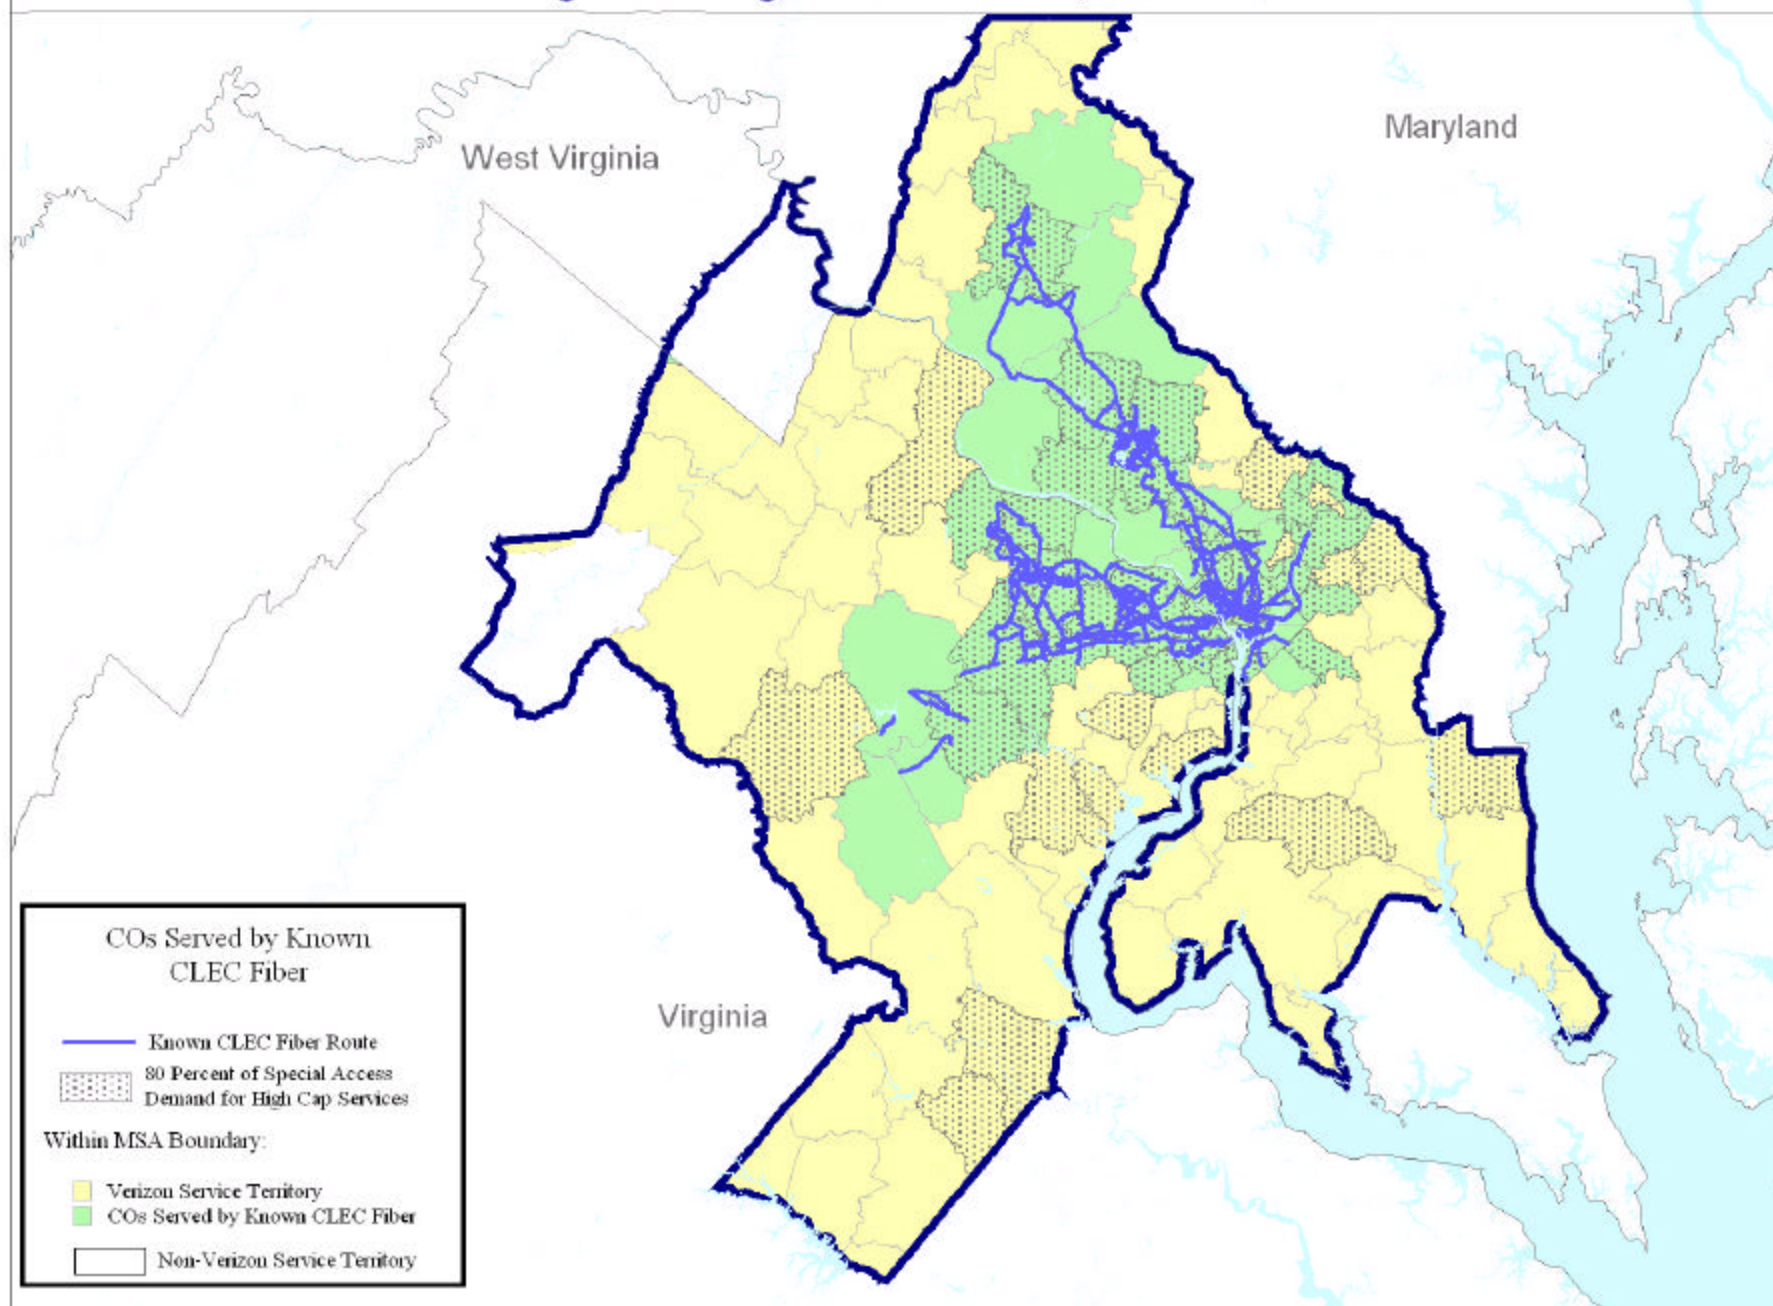 West Virginia
Maryland
Virginia
COs Served by Known
CLEC Fiber
Known CLEC Fiber Route
80 Percent of Special Access
Demand for High Cap Services
Within MSA Boundary:
Verizon Service Territory
COs Served by Known CLEC Fiber
Non-Verizon Service Territory